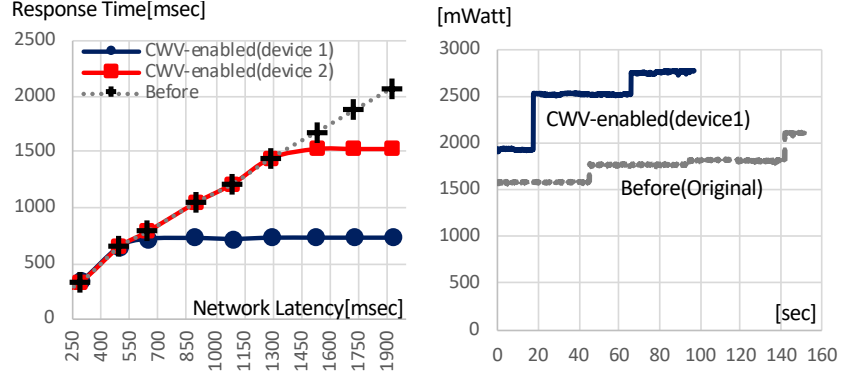 Response Time[msec]
2500
2000
1500
1000
500
0
CWV-enabled(device 1)
CWV-enabled(device 2)
Before
Network Latency[msec]
250
400
550
700
850
1000
1150
1300
1450
1600
1750
1900
[mWatt]
3000
2500
2000
1500
1000
500
0
CWV-enabled(device1)
Before(Original)
[sec]
0 20 40 60 80 100 120 140 160